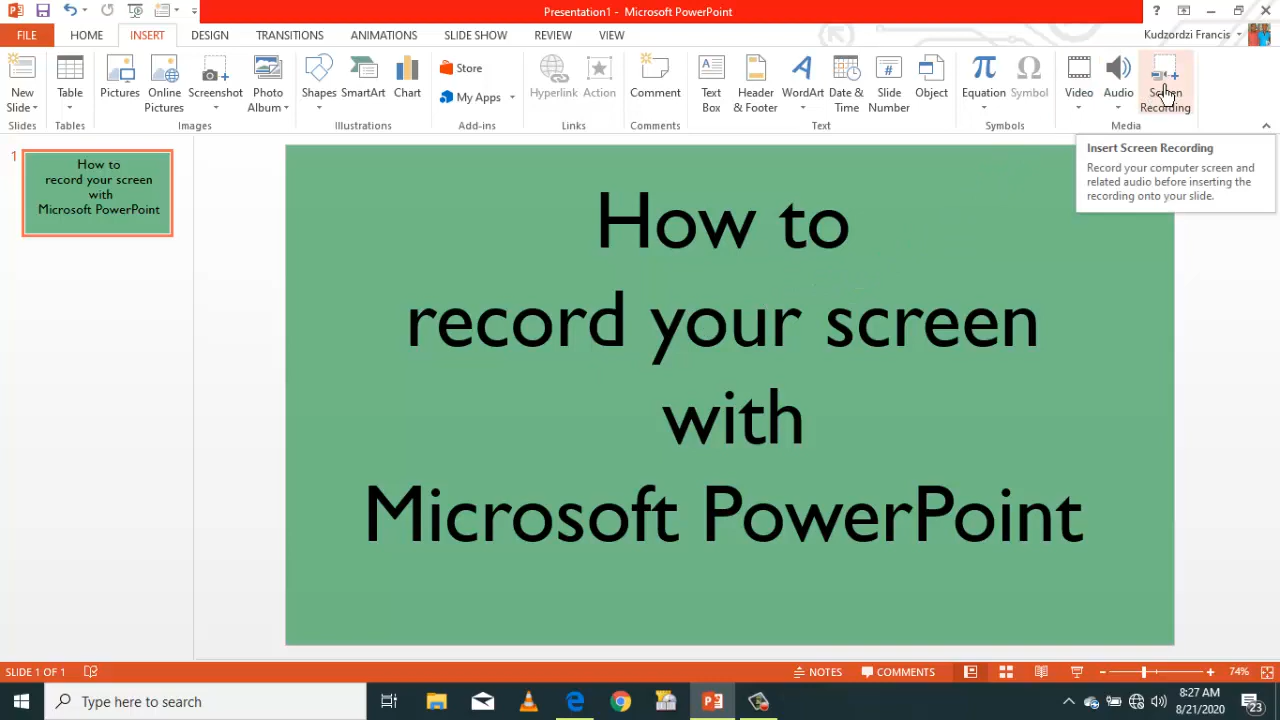 Presentation1 - Microsoft PowerPoint
FILE HOME INSERT DESIGN TRANSITIONS ANIMATIONS SLIDE SHOW REVIEW VIEW
Kudzordzi Francis
New Slide
Table
Pictures
Online Pictures
Screenshot
Photo Album
Shapes
SmartArt
Chart
Store
My Apps
Hyperlink
Action
Comment
Text Box
Header & Footer
WordArt
Date & Time
Slide Number
Object
Equation
Symbol
Video
Audio
Screen Recording
Slides Tables Images Illustrations Add-ins Links Comments Text Symbols Media
Insert Screen Recording
Record your computer screen and
related audio before inserting the
recording onto your slide.
1
How to
record your screen
with
Microsoft PowerPoint
How to
record your screen
with
Microsoft PowerPoint
SLIDE 1 OF 1
NOTES COMMENTS
74%
Type here to search
8:27 AM
8/21/2020
23